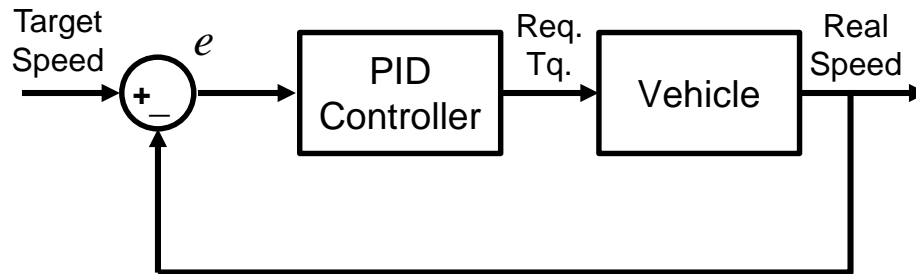 Target
Speed
e
+
−
PID
Controller
Req.
Tq.
Vehicle
Real
Speed